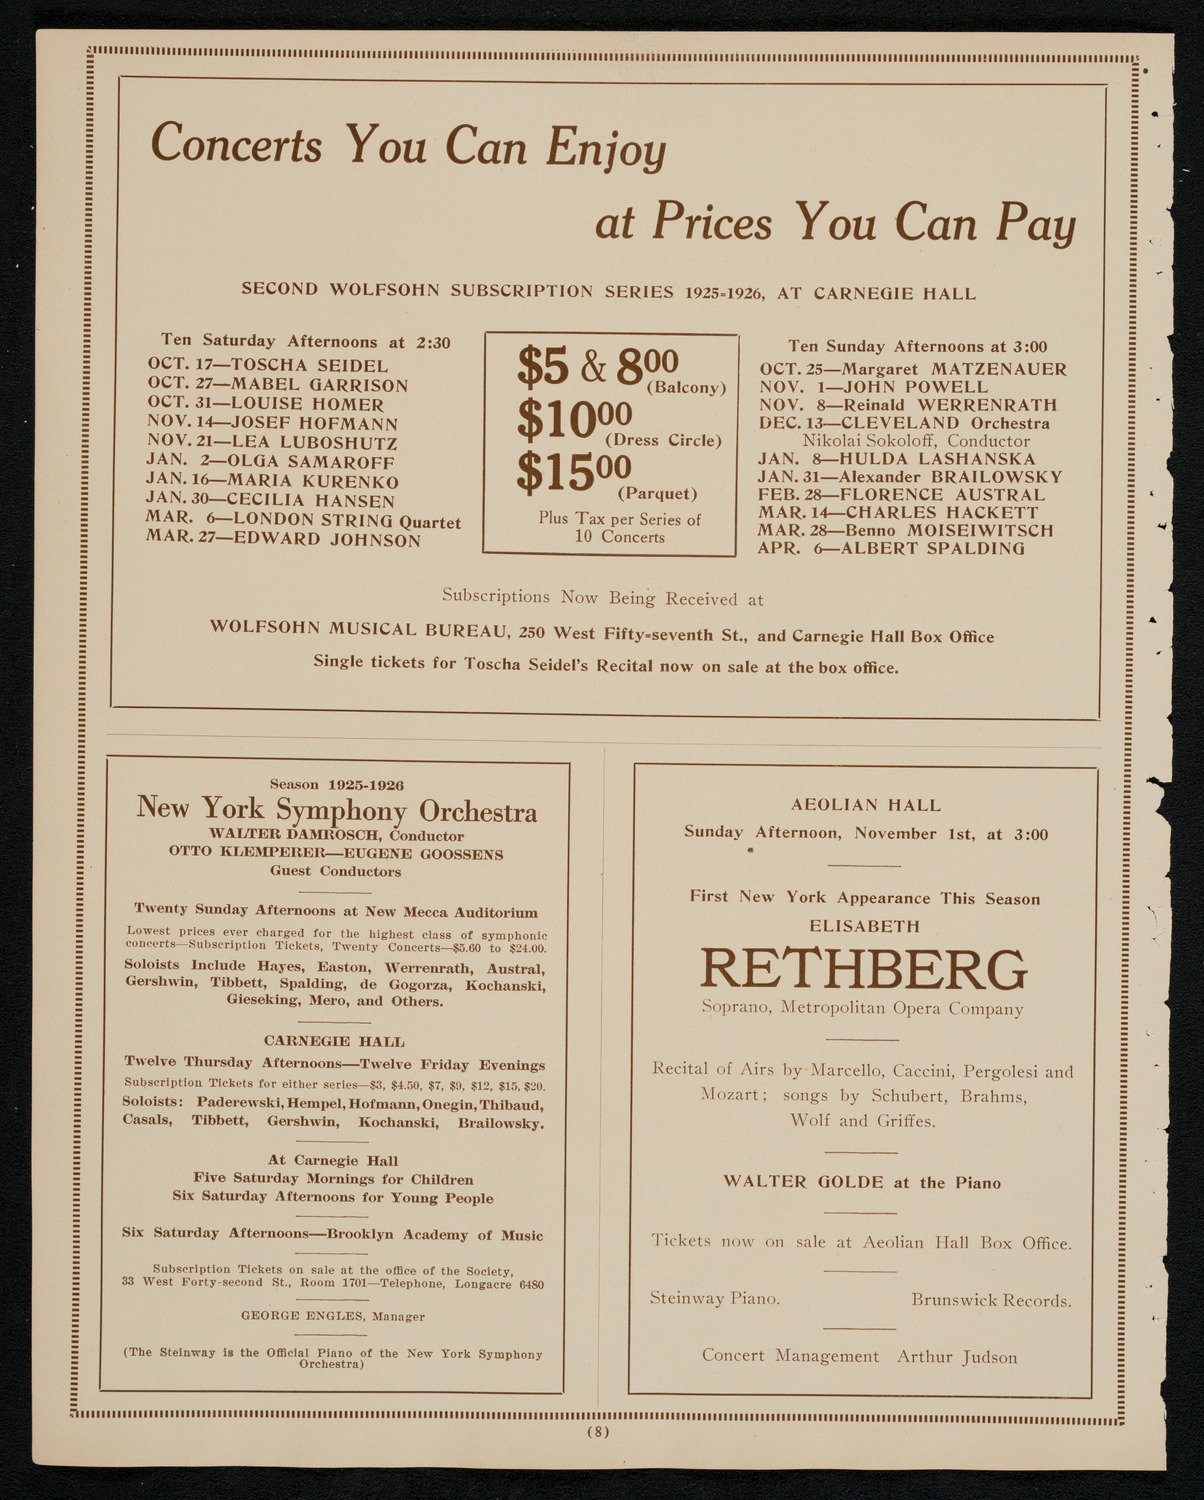 Concerts You Can Enjoy
at Prices You Can Pay
SECOND WOLFSOHN SUBSCRIPTION SERIES 1925-1926, AT CARNEGIE HALL
Ten Saturday Afternoons at 2:30
OCT. 17—TOSCHA SEIDEL
OCT. 27—MABEL GARRISON
OCT. 31—LOUISE HOMER
NOV. 14—JOSEF HOFMANN
NOV. 21—LEA LUBOSHUTZ
JAN. 2—OLGA SAMAROFF
JAN. 16—MARIA KURENKO
JAN. 30—CECILIA HANSEN
MAR. 6—LONDON STRING Quartet
MAR. 27—EDWARD JOHNSON
$5 & 800
(Balcony)
$1000
(Dress Circle)
$1500
(Parquet)
Plus Tax per Series of
10 Concerts
Ten Sunday Afternoons at 3:00
OCT. 25—Margaret MATZENAUER
NOV. 1—JOHN POWELL
NOV. 8—Reinald WERRENRATH
DEC. 13—CLEVELAND Orchestra
Nikolai Sokoloff, Conductor
JAN. 8—HULDA LASHANSKA
JAN. 31—Alexander BRAILOWSKY
FEB. 28—FLORENCE AUSTRAL
MAR. 14—CHARLES HACKETT
MAR. 28—Benno MOISEIWITSCH
APR. 6—ALBERT SPALDING
Subscriptions Now Being Received at
WOLFSOHN MUSICAL BUREAU, 250 West Fifty-seventh St., and Carnegie Hall Box Office
Single tickets for Toscha Seidel's Recital now on sale at the box office.
Season 1925-1926
New York Symphony Orchestra
WALTER DAMROSCH, Conductor
OTTO KLEMPERER—EUGENE GOOSSENS
Guest Conductors
Twenty Sunday Afternoons at New Mecca Auditorium
Lowest prices ever charged for the highest class of symphonic
concerts—Subscription Tickets, Twenty Concerts—$5.60 to $24.00.
Soloists Include Hayes, Easton, Werrenrath, Austral,
Gershwin, Tibbett, Spalding, de Gogorza, Kochanski,
Gieseking, Mero, and Others.
CARNEGIE HALL
Twelve Thursday Afternoons—Twelve Friday Evenings
Subscription Tickets for either series—$3, $4.50, $7, $9, $12, $15, $20.
Soloists: Paderewski, Hempel, Hofmann, Onegin, Thibaud,
Casals, Tibbett, Gershwin, Kochanski, Brailowsky.
At Carnegie Hall
Five Saturday Mornings for Children
Six Saturday Afternoons for Young People
Six Saturday Afternoons—Brooklyn Academy of Music
Subscription Tickets on sale at the office of the Society,
33 West Forty-second St., Room 1701—Telephone, Longacre 6480
GEORGE ENGLES, Manager
(The Steinway is the Official Piano of the New York Symphony
Orchestra)
AEOLIAN HALL
Sunday Afternoon, November 1st, at 3:00
First New York Appearance This Season
ELISABETH
RETHBERG
Soprano, Metropolitan Opera Company
Recital of Airs by Marcello, Caccini, Pergolesi and
Mozart; songs by Schubert, Brahms,
Wolf and Griffes.
WALTER GOLDE at the Piano
Tickets now on sale at Aeolian Hall Box Office.
Steinway Piano. Brunswick Records.
Concert Management Arthur Judson
(8)